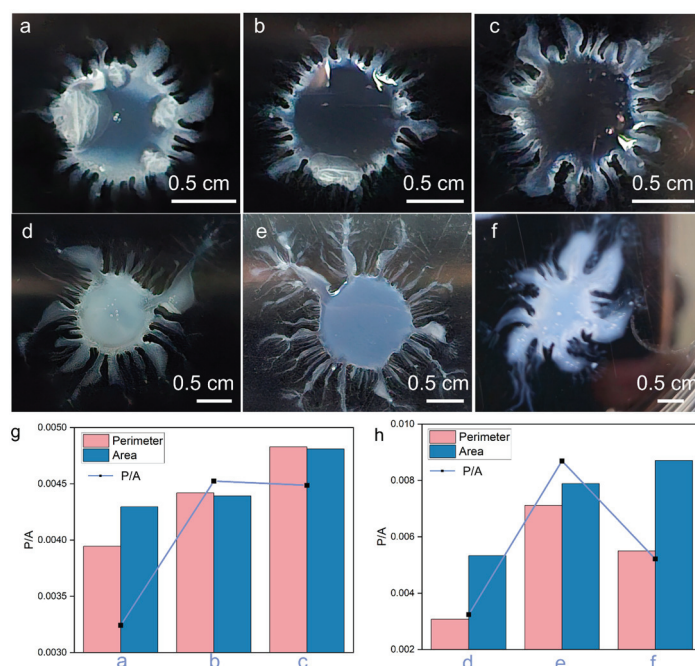 a
b
c
0.5 cm
0.5 cm
0.5 cm
d
e
f
0.5 cm
0.5 cm
0.5 cm
g
0.0050
0.0045
0.0040
0.0035
0.0030
P/A
Perimeter
Area
P/A
a
b
c
h
0.010
0.008
0.006
0.004
0.002
P/A
Perimeter
Area
P/A
d
e
f